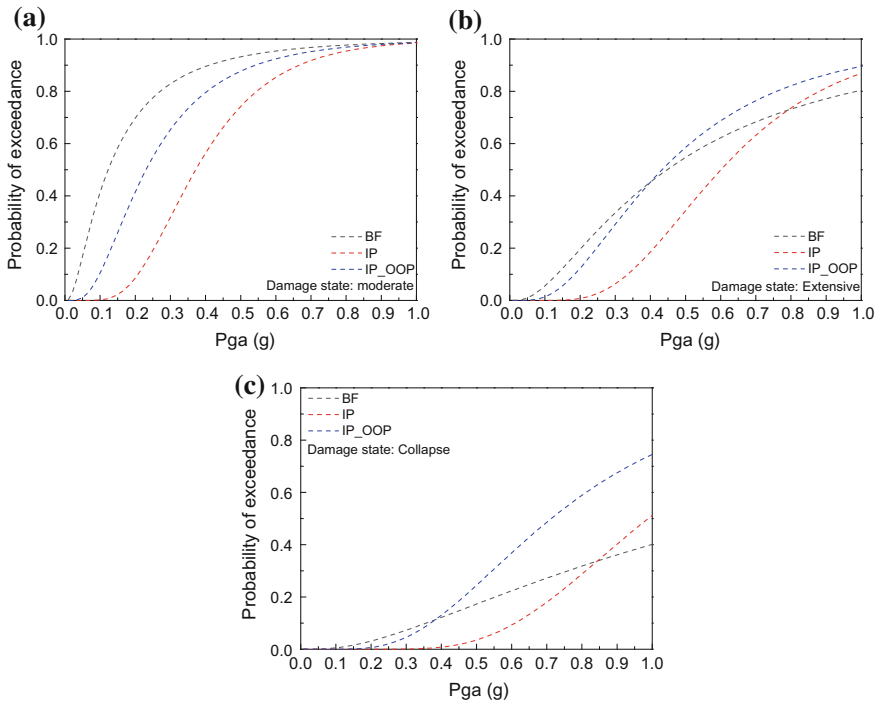 (a)
Probability of exceedance
1.0
0.8
0.6
0.4
0.2
0.0
BF
IP
IP_OOP
Damage state: moderate
0.0 0.1 0.2 0.3 0.4 0.5 0.6 0.7 0.8 0.9 1.0
Pga (g)
(b)
Probability of exceedance
1.0
0.8
0.6
0.4
0.2
0.0
BF
IP
IP_OOP
Damage state: Extensive
0.0 0.1 0.2 0.3 0.4 0.5 0.6 0.7 0.8 0.9 1.0
Pga (g)
(c)
Probability of exceedance
1.0
0.8
0.6
0.4
0.2
0.0
BF
IP
IP_OOP
Damage state: Collapse
0.0 0.1 0.2 0.3 0.4 0.5 0.6 0.7 0.8 0.9 1.0
Pga (g)